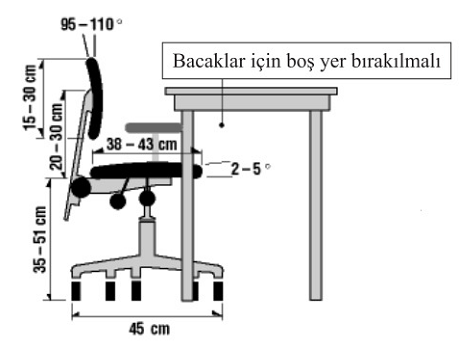 95 – 110 °
Bacaklar için boş yer bırakılmalı
15 – 30 cm
20 – 30 cm
38 – 43 cm
2 – 5 °
35 – 51 cm
45 cm